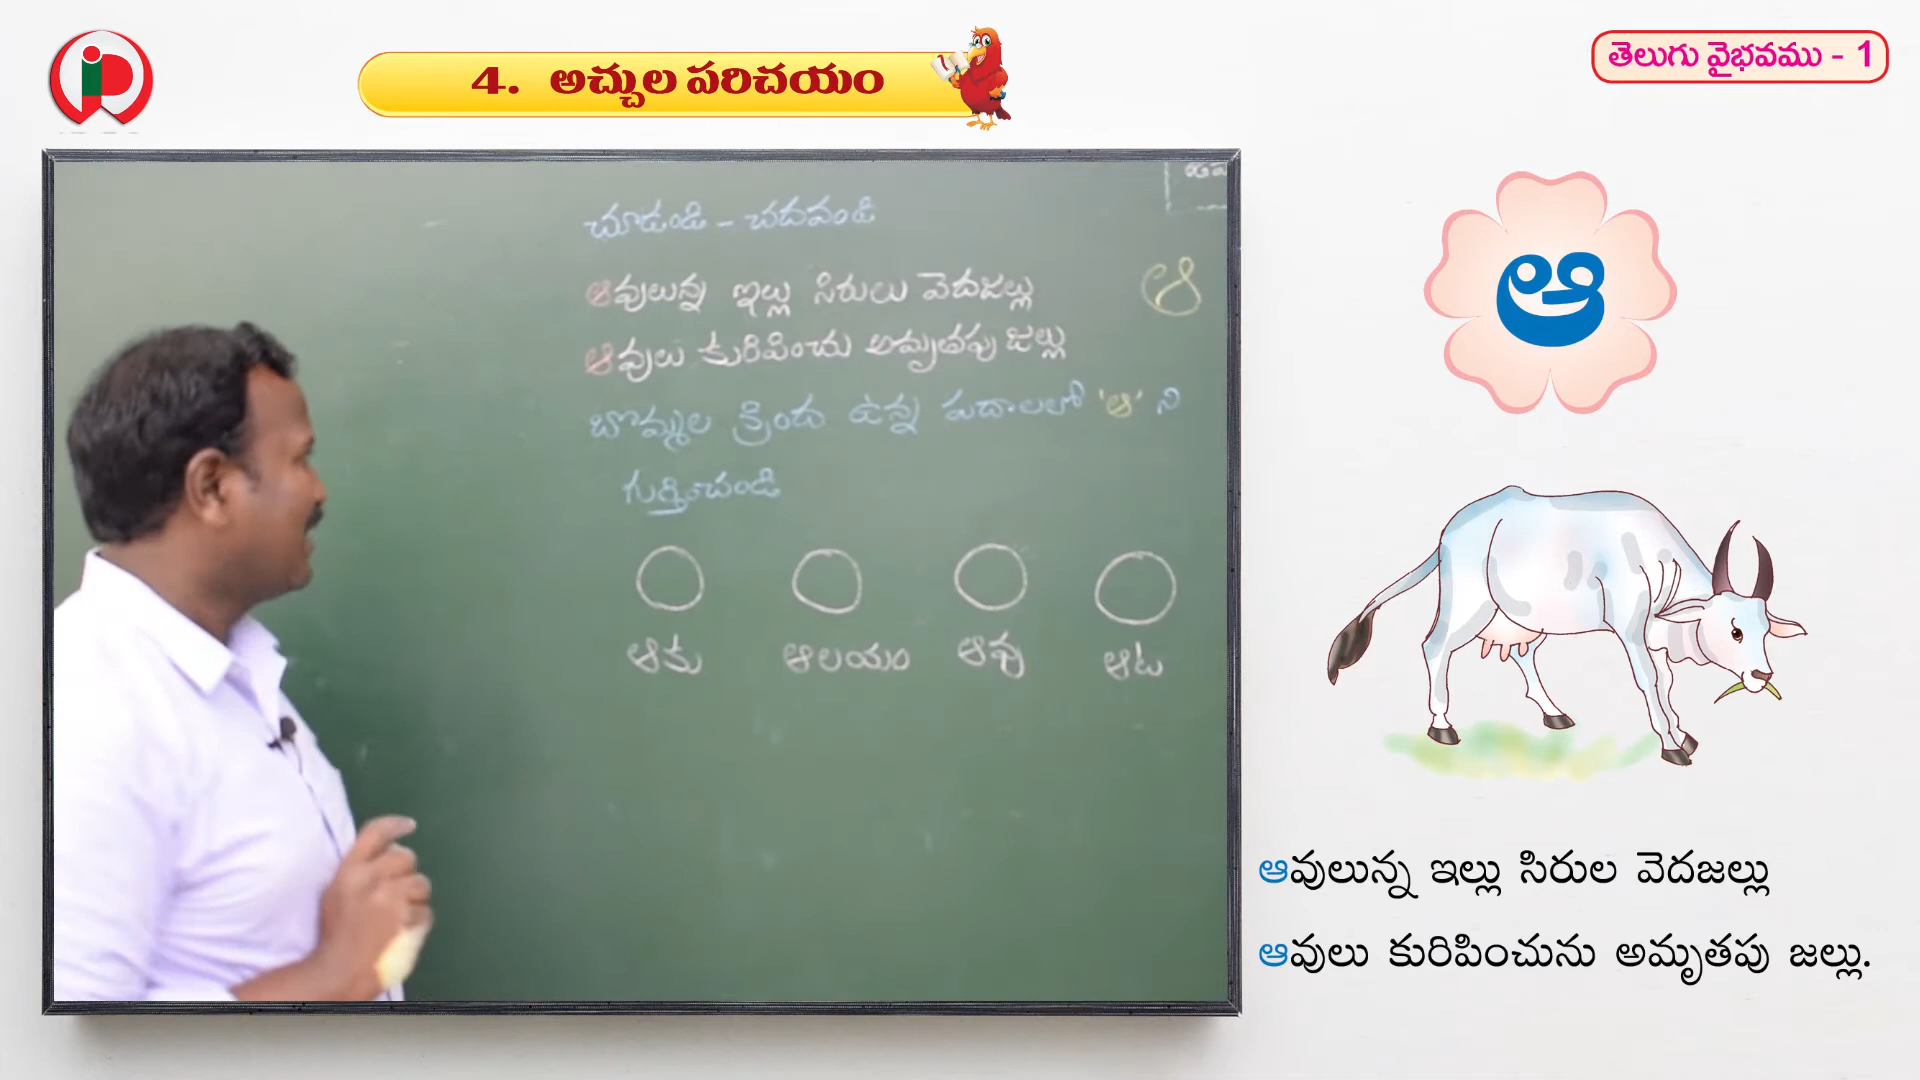 4. అచ్చుల పరిచయం
తెలుగు వైభవము - 1
చూడండి - చదవండి
ఆవులున్న ఇల్లు సిరులు వెదజల్లు
ఆ
ఆవులు కురిపించు అమృతపు జల్లు
బొమ్మల క్రింద ఉన్న పదాలలో 'ఆ' ని
గుర్తించండి
ఆకు ఆలయం ఆవు ఆట
ఆ
ఆవులున్న ఇల్లు సిరుల వెదజల్లు
ఆవులు కురిపించును అమృతపు జల్లు.